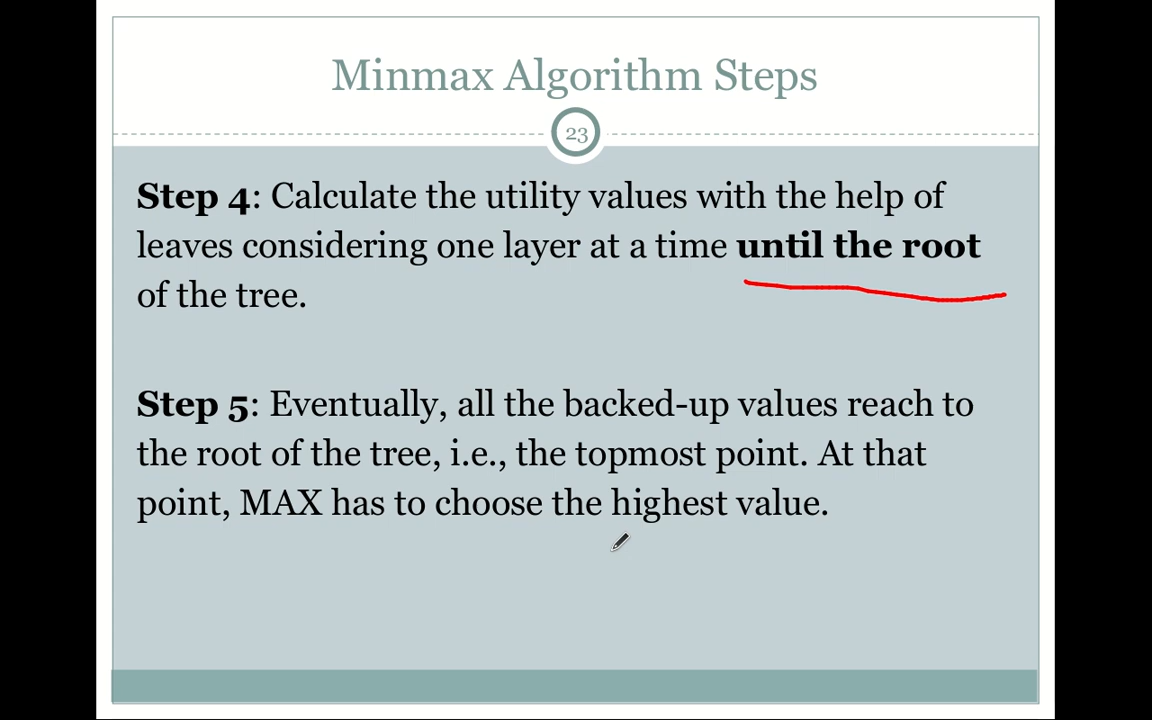 Minmax Algorithm Steps
23
Step 4: Calculate the utility values with the help of
leaves considering one layer at a time until the root
of the tree.
Step 5: Eventually, all the backed-up values reach to
the root of the tree, i.e., the topmost point. At that
point, MAX has to choose the highest value.